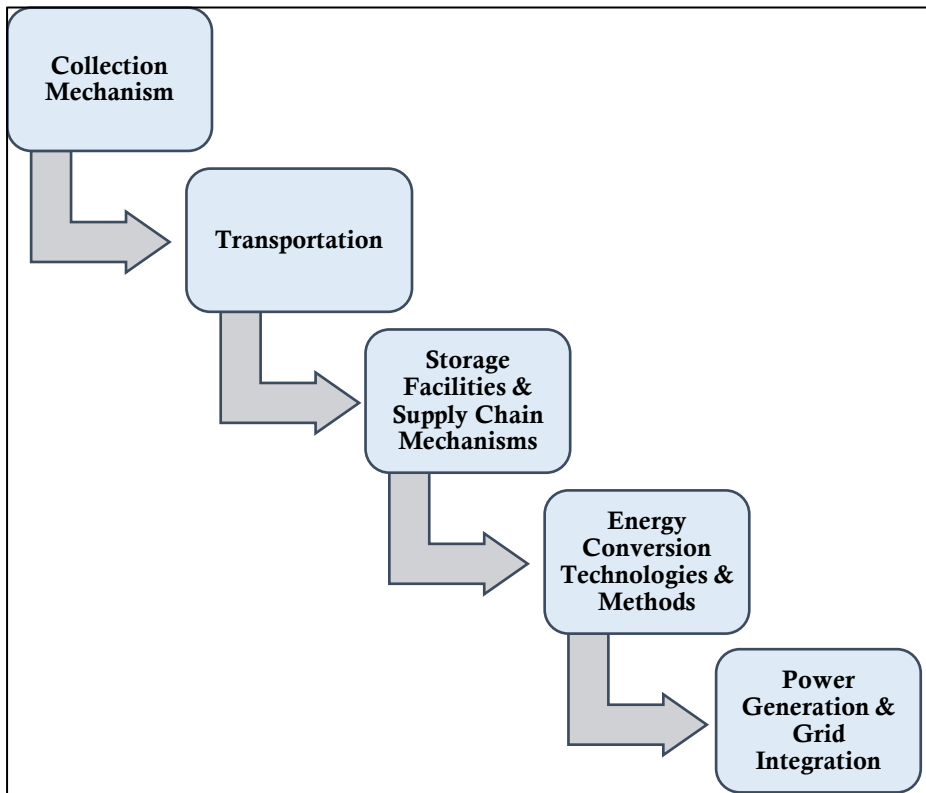 Collection
Mechanism
Transportation
Storage
Facilities &
Supply Chain
Mechanisms
Energy
Conversion
Technologies &
Methods
Power
Generation &
Grid
Integration